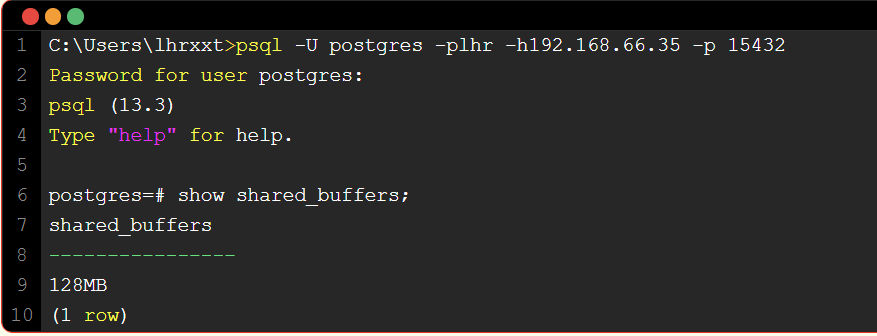 1 C:\Users\lhrxxt>psql -U postgres -plhr -h192.168.66.35 -p 15432
2 Password for user postgres:
3 psql (13.3)
4 Type "help" for help.
5
6 postgres=# show shared_buffers;
7 shared_buffers
8 ----------------
9 128MB
10 (1 row)